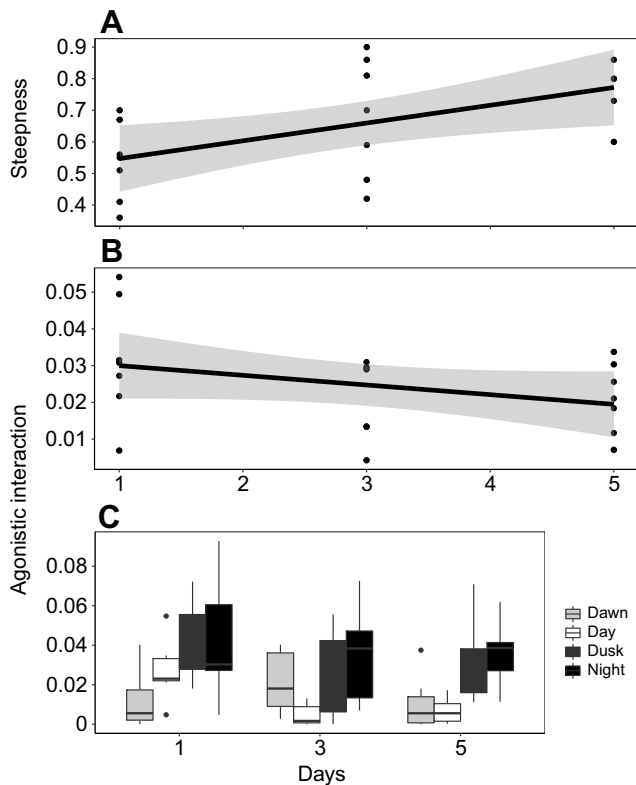 A
0.9
0.8
0.7
0.6
0.5
0.4
Steepness
B
0.05
0.04
0.03
0.02
0.01
1 2 3 4 5
Agonistic interaction
C
0.08
0.06
0.04
0.02
0
1 3 5
Days
Dawn
Day
Dusk
Night